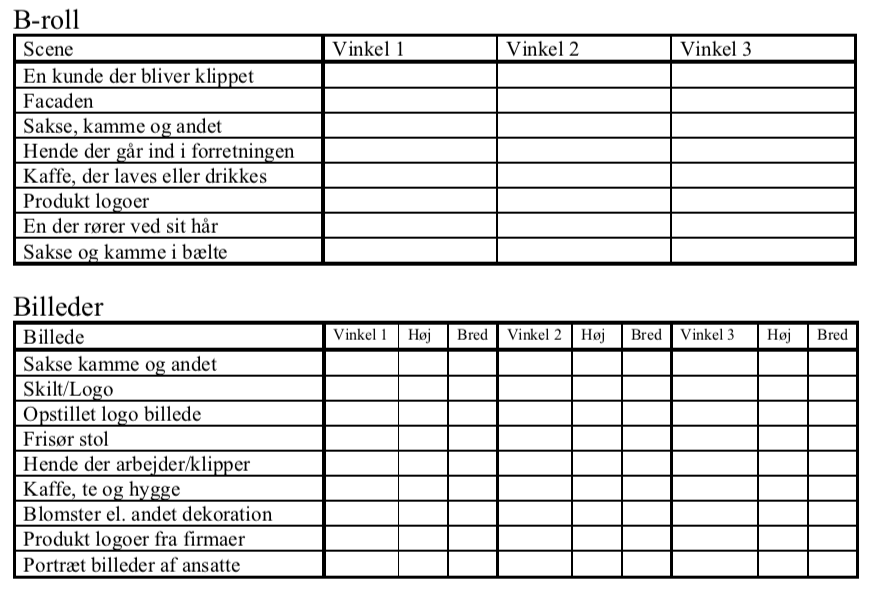 B-roll
Scene Vinkel 1 Vinkel 2 Vinkel 3
En kunde der bliver klippet
Facaden
Sakse, kamme og andet
Hende der går ind i forretningen
Kaffe, der laves eller drikkes
Produkt logoer
En der rører ved sit hår
Sakse og kamme i bælte
Billeder
Billede Vinkel 1 Høj Bred Vinkel 2 Høj Bred Vinkel 3 Høj Bred
Sakse kamme og andet
Skilt/Logo
Opstillet logo billede
Frisør stol
Hende der arbejder/klipper
Kaffe, te og hygge
Blomster el. andet dekoration
Produkt logoer fra firmaer
Portræt billeder af ansatte